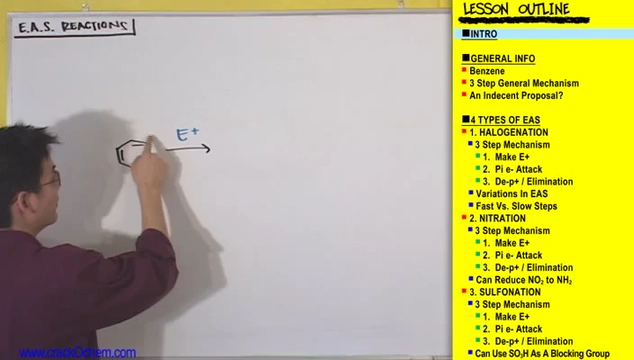 E.A.S. REACTIONS
E+
www.crackOchem.com
LESSON OUTLINE
INTRO
GENERAL INFO
Benzene
3 Step General Mechanism
An Indecent Proposal?
4 TYPES OF EAS
1. HALOGENATION
3 Step Mechanism
1. Make E+
2. Pi e- Attack
3. De-p+ / Elimination
Variations In EAS
Fast Vs. Slow Steps
2. NITRATION
3 Step Mechanism
1. Make E+
2. Pi e- Attack
3. De-p+ / Elimination
Can Reduce NO2 to NH2
3. SULFONATION
3 Step Mechanism
1. Make E+
2. Pi e- Attack
3. De-p+ / Elimination
Can Use SO3H As A Blocking Group